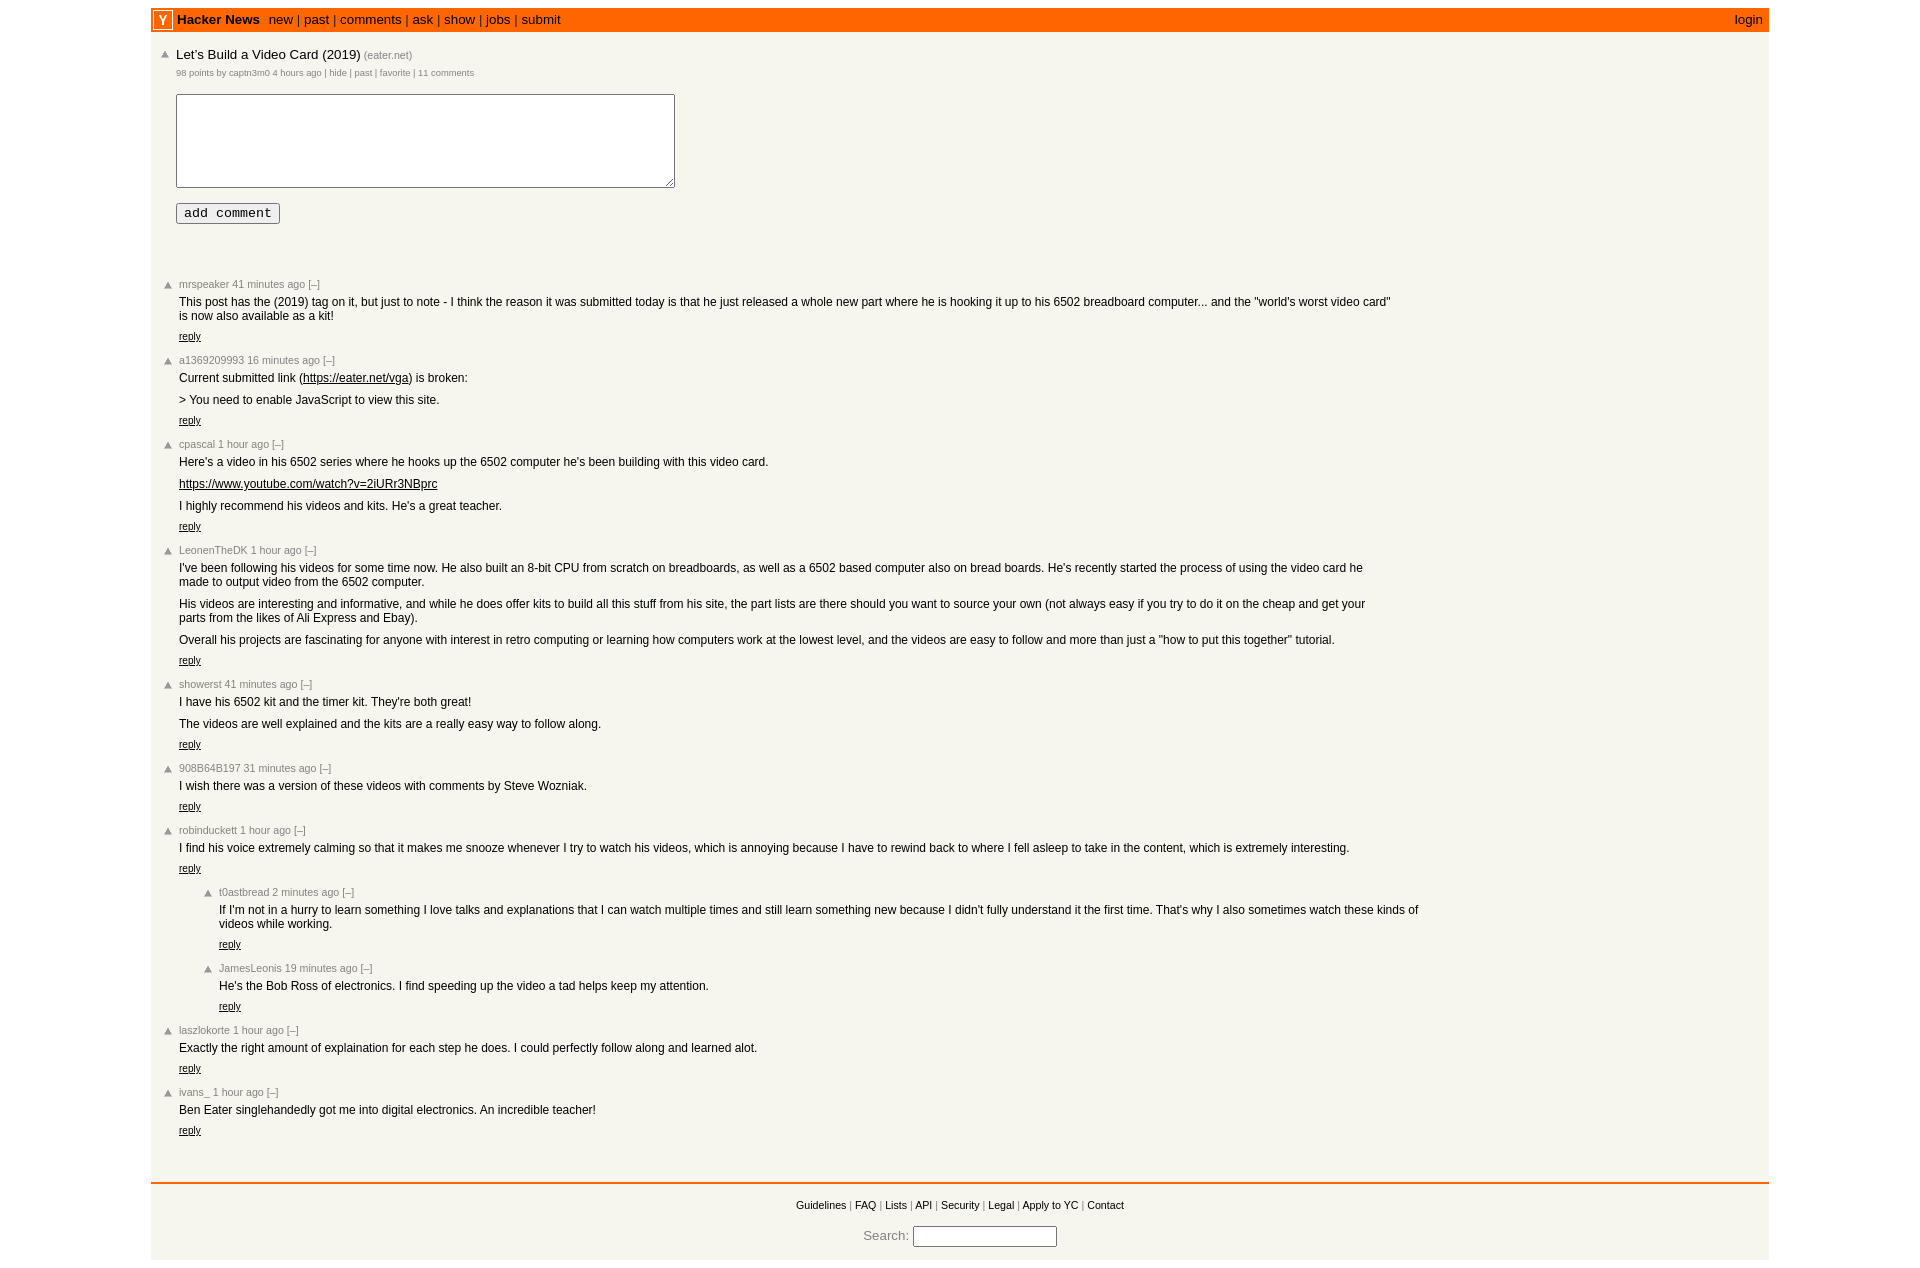 Y Hacker News new | past | comments | ask | show | jobs | submit login
Let's Build a Video Card (2019) (eater.net)
98 points by captn3m0 4 hours ago | hide | past | favorite | 11 comments
add comment
mrspeaker 41 minutes ago [–]
This post has the (2019) tag on it, but just to note - I think the reason it was submitted today is that he just released a whole new part where he is hooking it up to his 6502 breadboard computer... and the "world's worst video card"
is now also available as a kit!
reply
a1369209993 16 minutes ago [–]
Current submitted link (https://eater.net/vga) is broken:
> You need to enable JavaScript to view this site.
reply
cpascal 1 hour ago [–]
Here's a video in his 6502 series where he hooks up the 6502 computer he's been building with this video card.
https://www.youtube.com/watch?v=2iURr3NBprc
I highly recommend his videos and kits. He's a great teacher.
reply
LeonenTheDK 1 hour ago [–]
I've been following his videos for some time now. He also built an 8-bit CPU from scratch on breadboards, as well as a 6502 based computer also on bread boards. He's recently started the process of using the video card he
made to output video from the 6502 computer.
His videos are interesting and informative, and while he does offer kits to build all this stuff from his site, the part lists are there should you want to source your own (not always easy if you try to do it on the cheap and get your
parts from the likes of Ali Express and Ebay).
Overall his projects are fascinating for anyone with interest in retro computing or learning how computers work at the lowest level, and the videos are easy to follow and more than just a "how to put this together" tutorial.
reply
showerst 41 minutes ago [–]
I have his 6502 kit and the timer kit. They're both great!
The videos are well explained and the kits are a really easy way to follow along.
reply
908B64B197 31 minutes ago [–]
I wish there was a version of these videos with comments by Steve Wozniak.
reply
robinduckett 1 hour ago [–]
I find his voice extremely calming so that it makes me snooze whenever I try to watch his videos, which is annoying because I have to rewind back to where I fell asleep to take in the content, which is extremely interesting.
reply
t0astbread 2 minutes ago [–]
If I'm not in a hurry to learn something I love talks and explanations that I can watch multiple times and still learn something new because I didn't fully understand it the first time. That's why I also sometimes watch these kinds of
videos while working.
reply
JamesLeonis 19 minutes ago [–]
He's the Bob Ross of electronics. I find speeding up the video a tad helps keep my attention.
reply
laszlokorte 1 hour ago [–]
Exactly the right amount of explaination for each step he does. I could perfectly follow along and learned alot.
reply
ivans_ 1 hour ago [–]
Ben Eater singlehandedly got me into digital electronics. An incredible teacher!
reply
Guidelines | FAQ | Lists | API | Security | Legal | Apply to YC | Contact
Search: